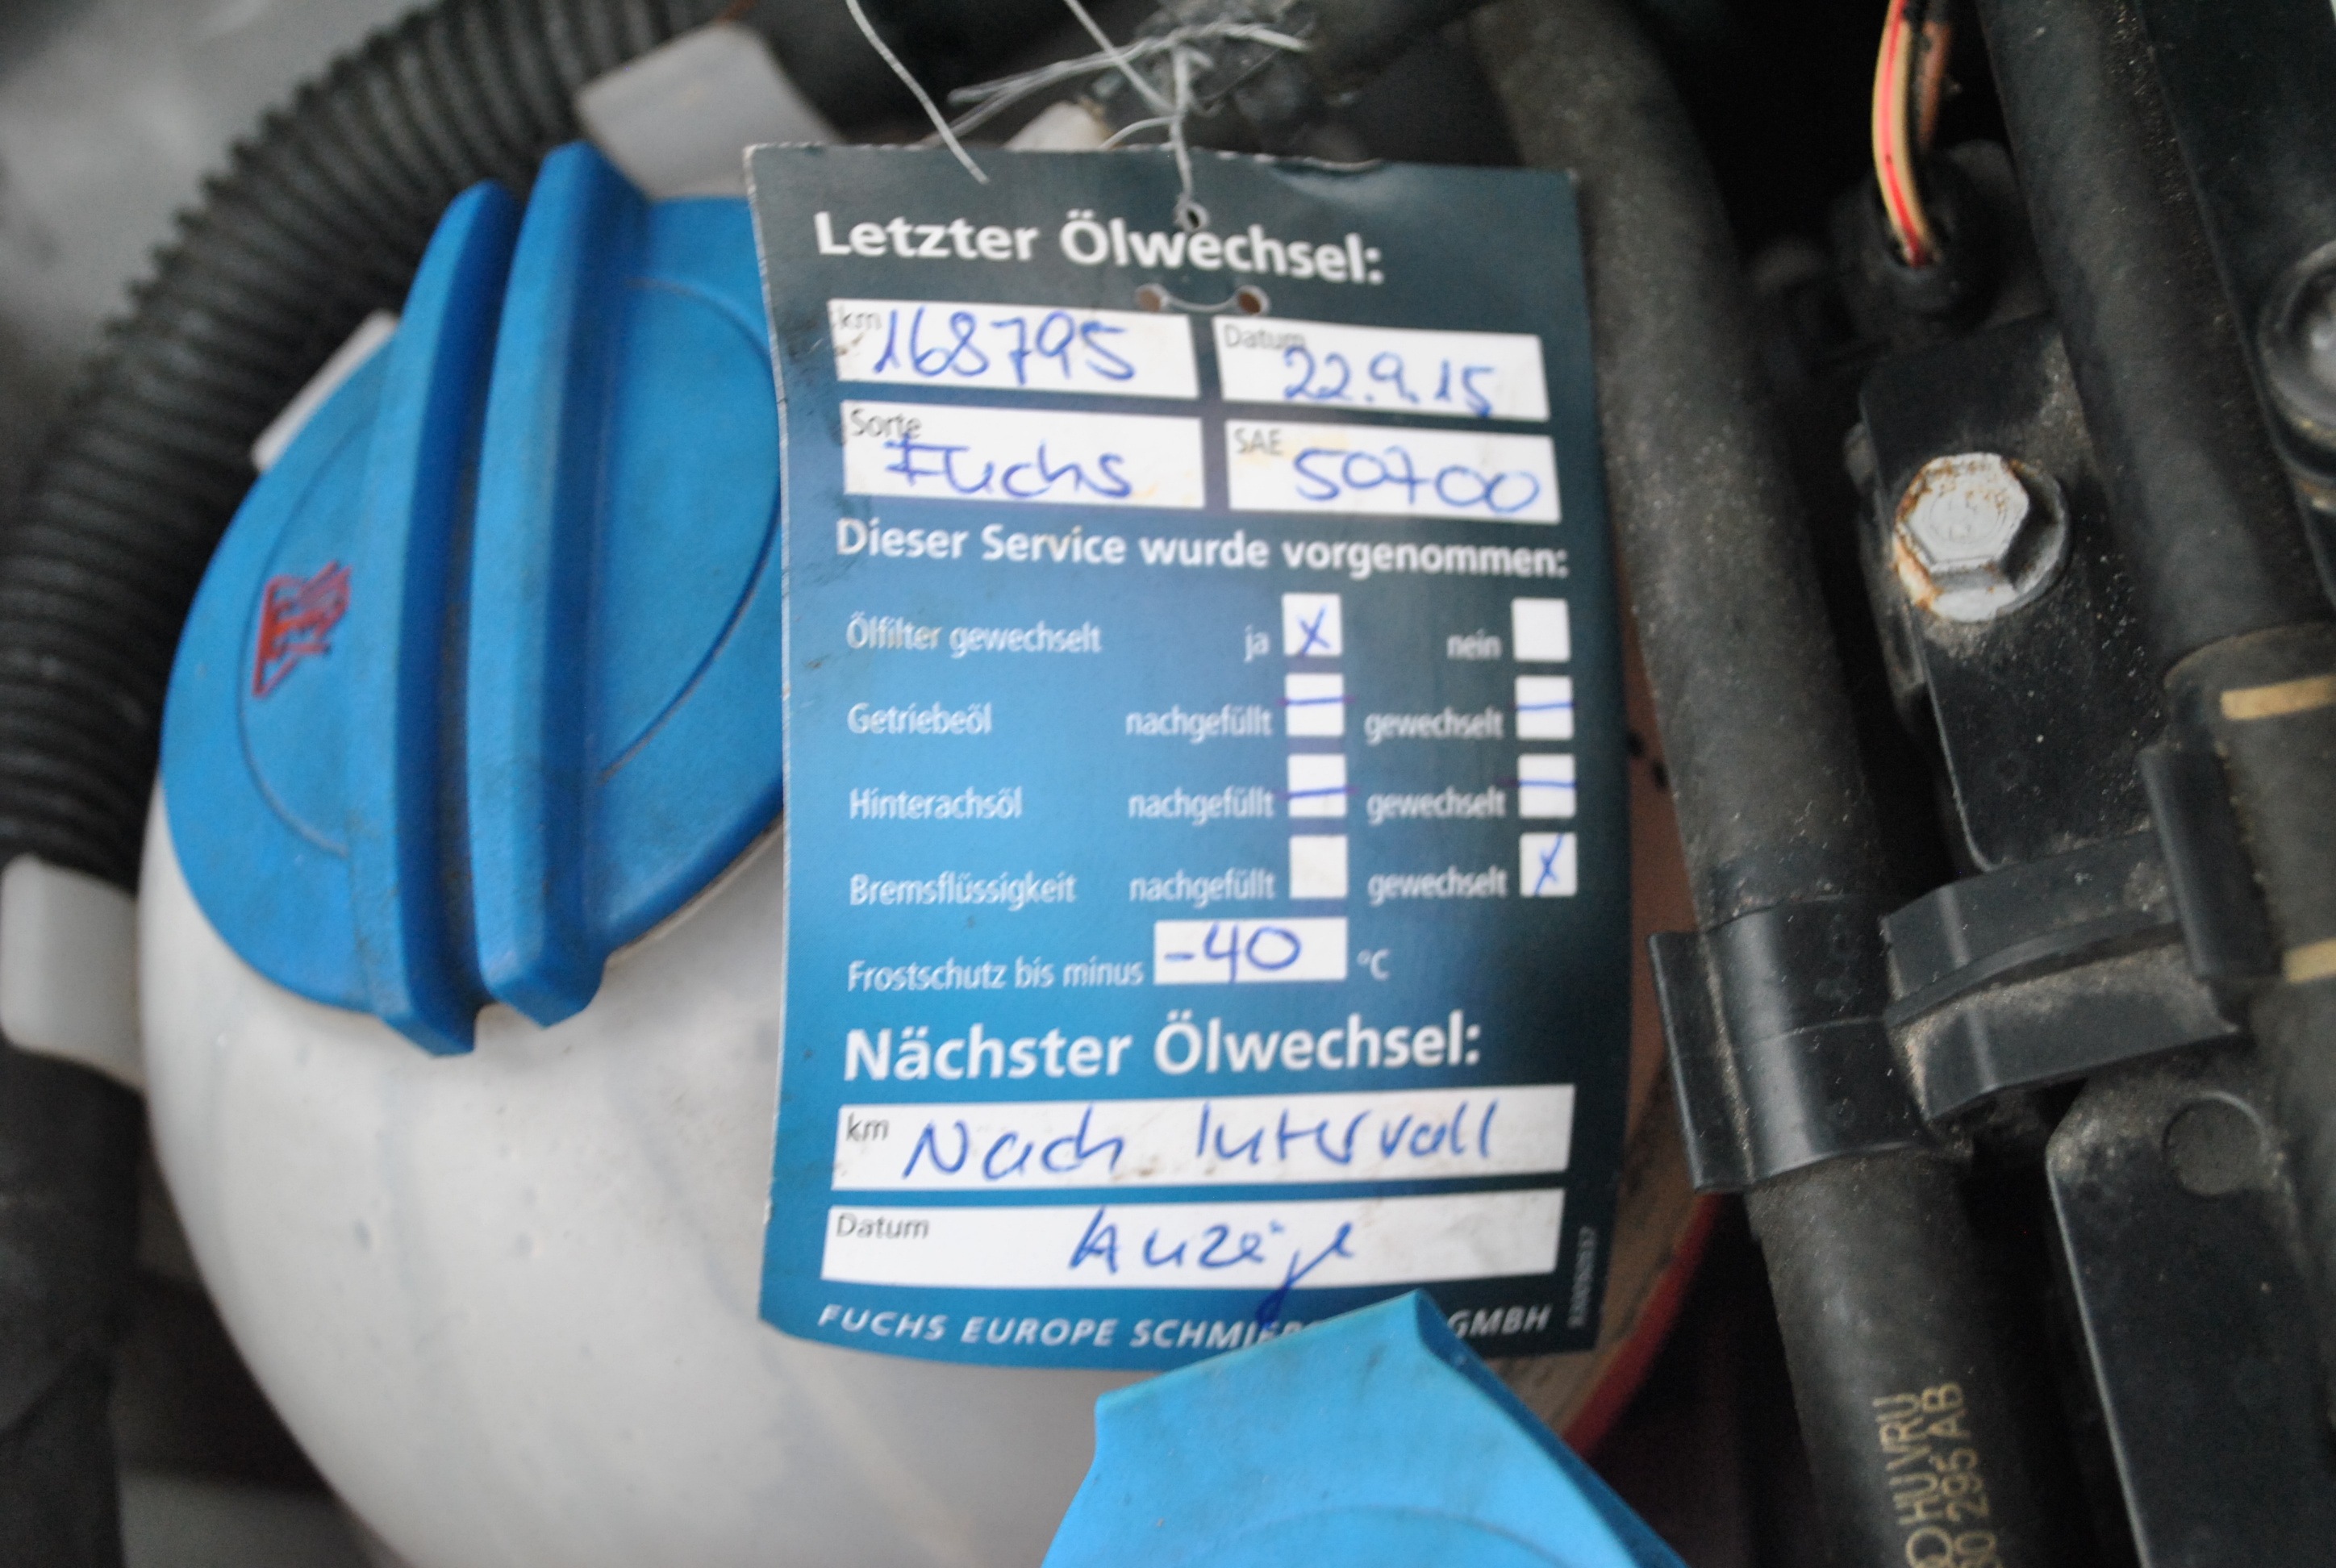 Letzter Ölwechsel:
km 168795 Datum 22.9.15
Sorte Fuchs SAE 50700
Dieser Service wurde vorgenommen:
Ölfilter gewechselt ja X nein
Getriebeöl nachgefüllt – gewechselt –
Hinterachsöl nachgefüllt – gewechselt –
Bremsflüssigkeit nachgefüllt gewechselt X
Frostschutz bis minus -40 °C
Nächster Ölwechsel:
km Nach Intervall
Datum Anzeige
FUCHS EUROPE GMBH
295 AB